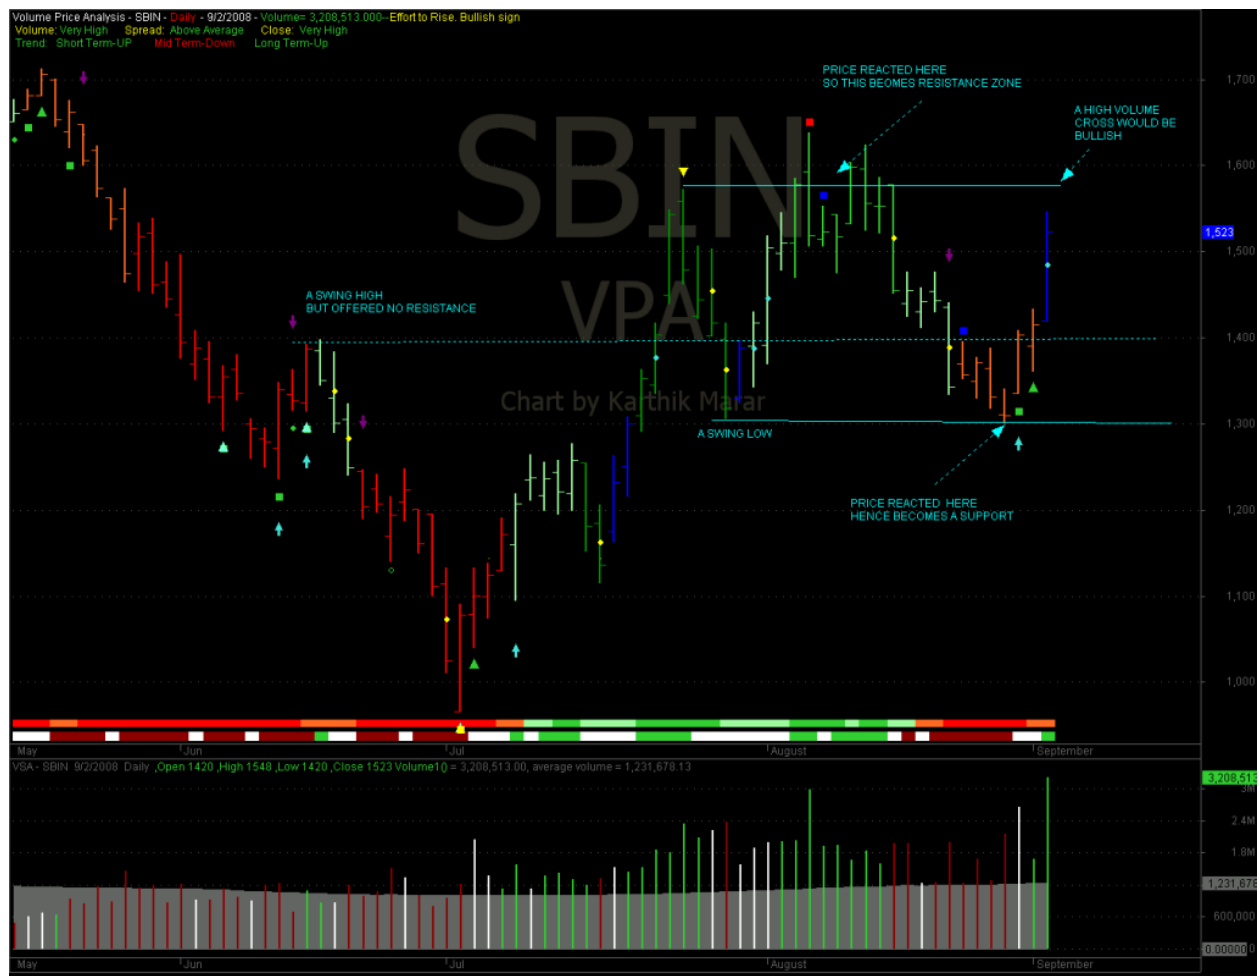 Volume Price Analysis - SBIN - Daily - 9/2/2008 - Volume= 3,208,513.000--Effort to Rise. Bullish sign
Volume: Very High Spread: Above Average Close: Very High
Trend: Short Term-UP Mid Term-Down Long Term-Up
PRICE REACTED HERE
SO THIS BEOMES RESISTANCE ZONE
1,700
A HIGH VOLUME
CROSS WOULD BE
BULLISH
SBIN
1,600
1,523
1,500
A SWING HIGH
BUT OFFERED NO RESISTANCE
VPA
1,400
Chart by Karthik Marar
A SWING LOW
1,300
PRICE REACTED HERE
HENCE BECOMES A SUPPORT
1,200
1,100
1,000
May Jun Jul August September
VSA - SBIN 9/2/2008 Daily ,Open 1420 ,High 1548 ,Low 1420 ,Close 1523 Volume1() = 3,208,513.00, average volume = 1,231,678.13
3,208,513
3M
2.4M
1.8M
1,231,678
600,000
0.00000
May Jun Jul August September